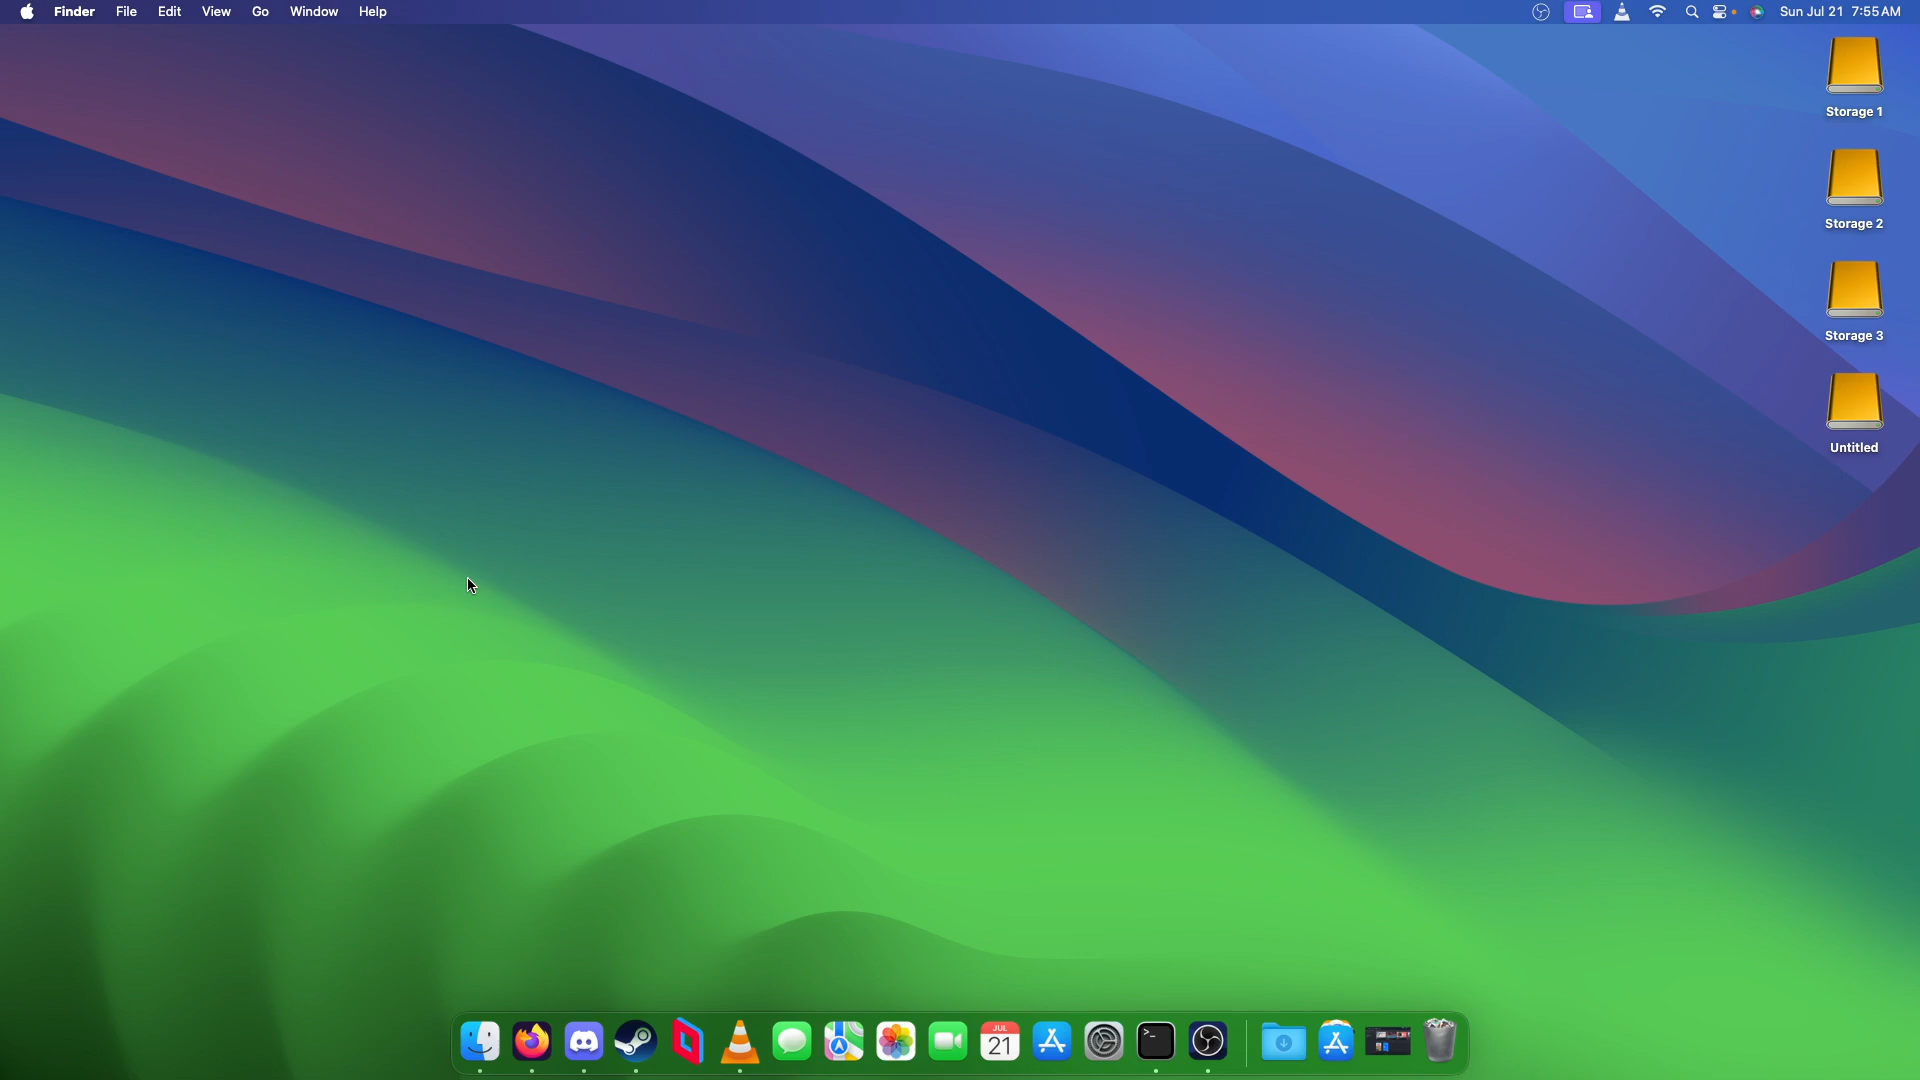 Finder File Edit View Go Window Help Sun Jul 21 7:55 AM
Storage 1
Storage 2
Storage 3
Untitled
JUL
21